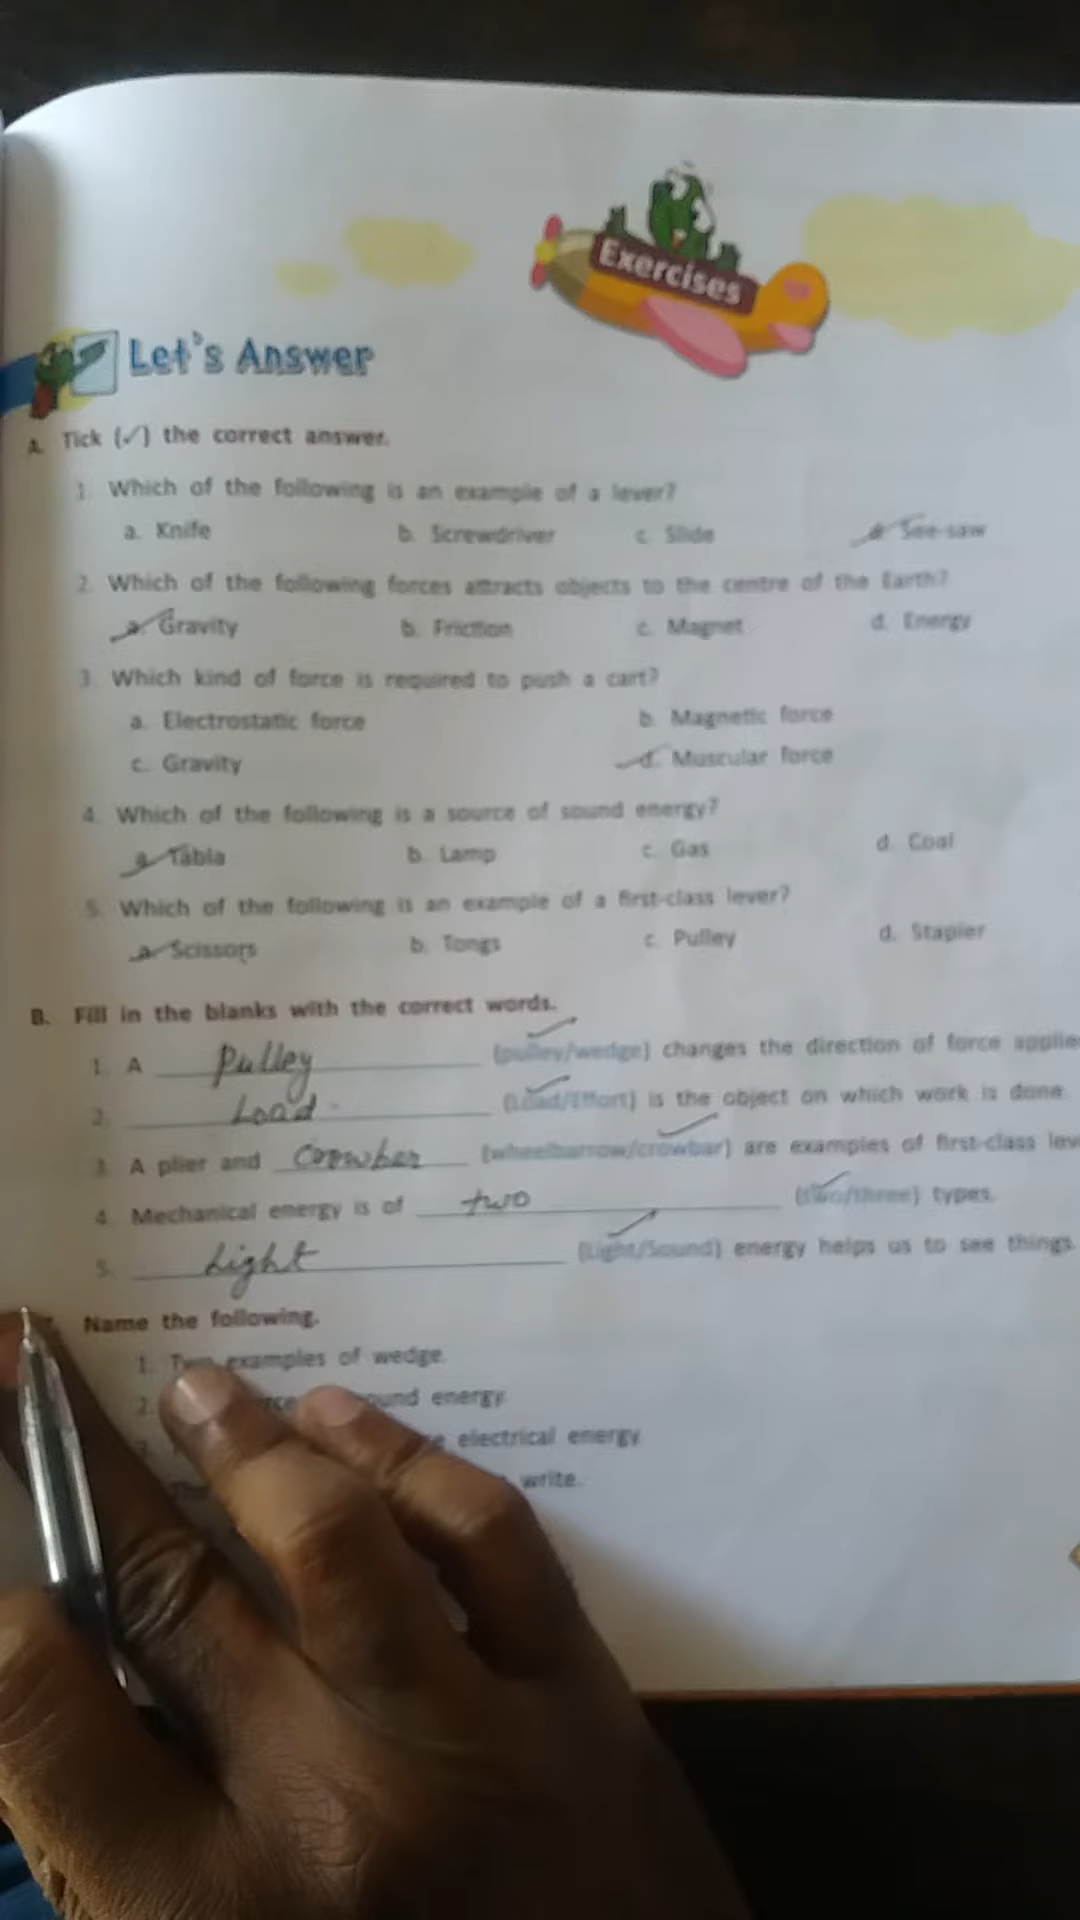 Exercises
Let's Answer
A. Tick (✓) the correct answer.
1. Which of the following is an example of a lever?
a. Knife b. Screwdriver c. Slide d. See-saw
2. Which of the following forces attracts objects to the centre of the Earth?
a. Gravity b. Friction c. Magnet d. Energy
3. Which kind of force is required to push a cart?
a. Electrostatic force b. Magnetic force
c. Gravity d. Muscular force
4. Which of the following is a source of sound energy?
a. Tabla b. Lamp c. Gas d. Coal
5. Which of the following is an example of a first-class lever?
a. Scissors b. Tongs c. Pulley d. Stapler
B. Fill in the blanks with the correct words.
1. A Pulley (pulley/wedge) changes the direction of force applie
2. Load (Load/Effort) is the object on which work is done.
3. A plier and Crowbar (wheelbarrow/crowbar) are examples of first-class lev
4. Mechanical energy is of two (two/three) types.
5. Light (Light/Sound) energy helps us to see things.
Name the following.
1. Two examples of wedge.
2. ound energy.
3. electrical energy
write.